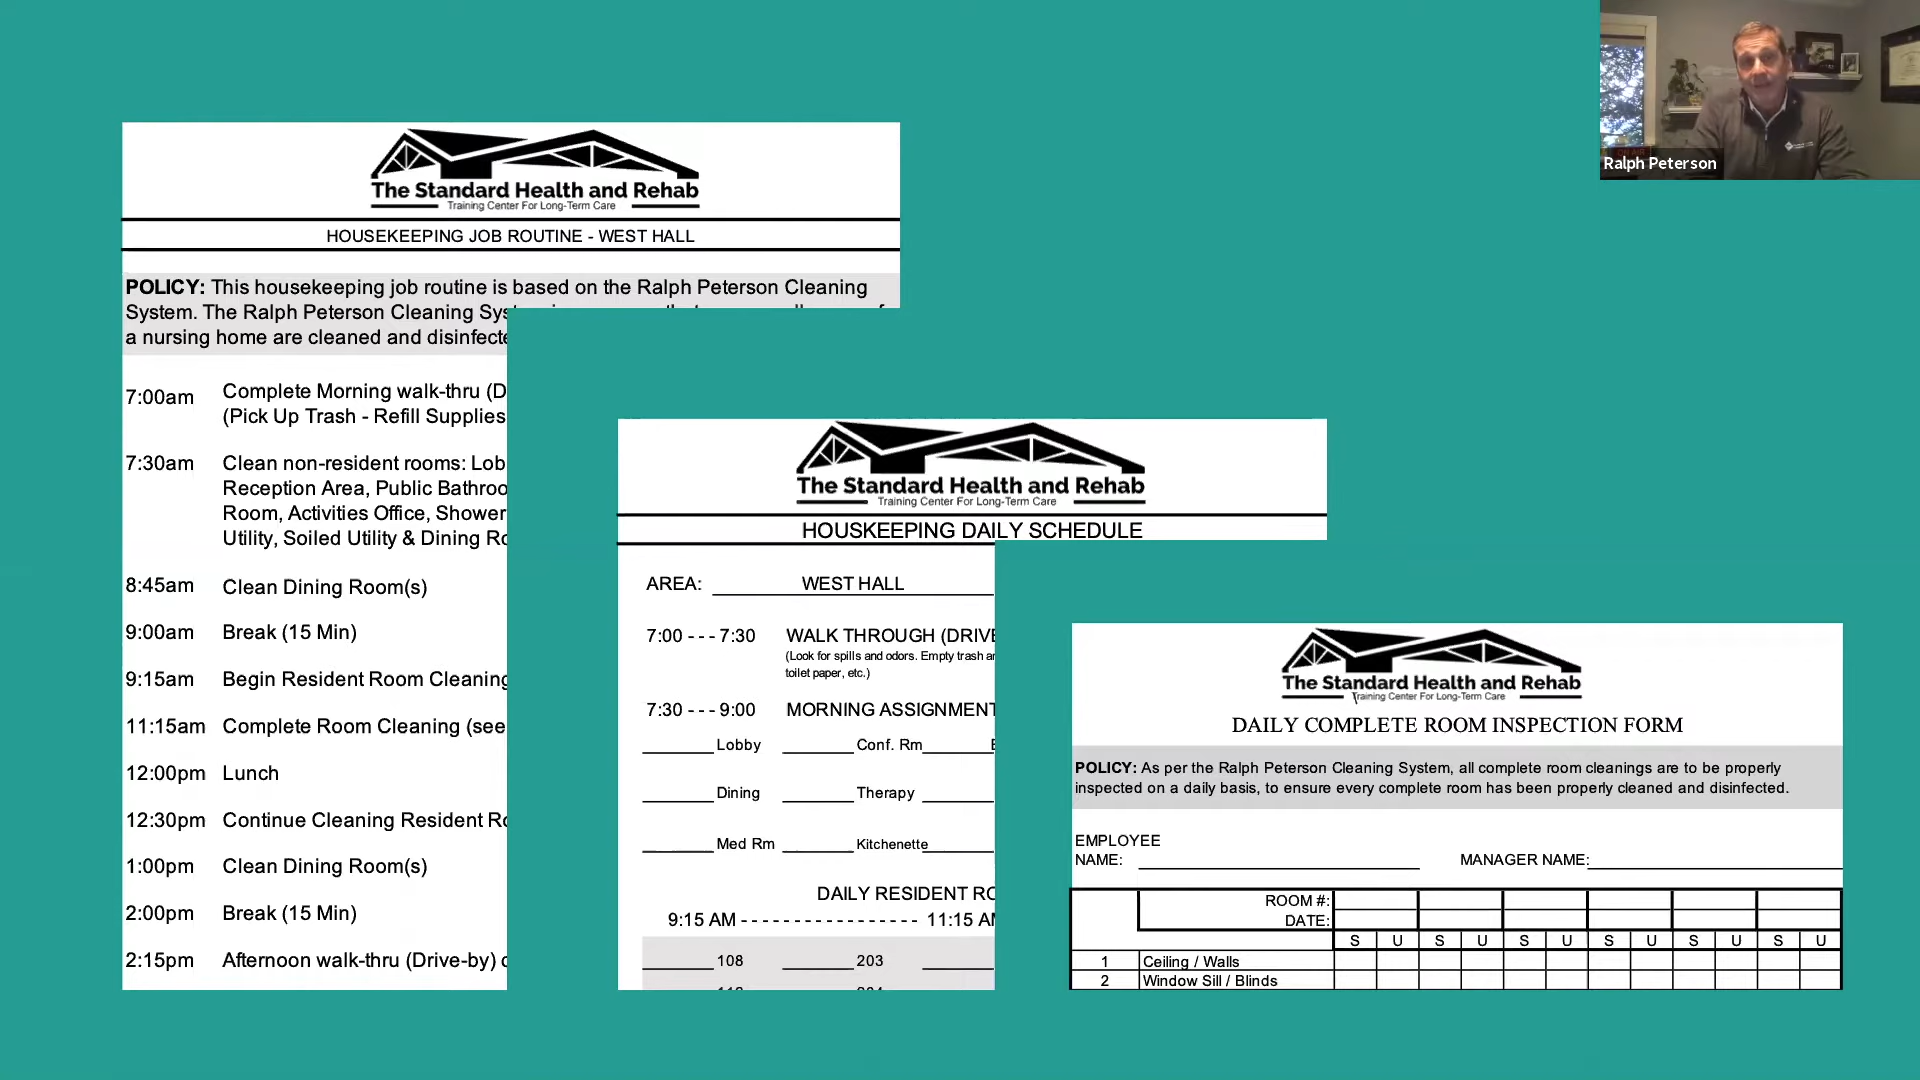 Ralph Peterson
The Standard Health and Rehab
Training Center For Long-Term Care
HOUSEKEEPING JOB ROUTINE - WEST HALL
POLICY: This housekeeping job routine is based on the Ralph Peterson Cleaning
System. The Ralph Peterson Cleaning Sys
a nursing home are cleaned and disinfecte
7:00am Complete Morning walk-thru (D
(Pick Up Trash - Refill Supplies
7:30am Clean non-resident rooms: Lob
Reception Area, Public Bathroo
Room, Activities Office, Shower
Utility, Soiled Utility & Dining Ro
8:45am Clean Dining Room(s)
9:00am Break (15 Min)
9:15am Begin Resident Room Cleaning
11:15am Complete Room Cleaning (see
12:00pm Lunch
12:30pm Continue Cleaning Resident Ro
1:00pm Clean Dining Room(s)
2:00pm Break (15 Min)
2:15pm Afternoon walk-thru (Drive-by)
The Standard Health and Rehab
Training Center For Long-Term Care
HOUSKEEPING DAILY SCHEDULE
AREA: WEST HALL
7:00 - - - 7:30 WALK THROUGH (DRIVE
(Look for spills and odors. Empty trash
toilet paper, etc.)
7:30 - - - 9:00 MORNING ASSIGNMENT
Lobby Conf. Rm
Dining Therapy
Med Rm Kitchenette
DAILY RESIDENT RO
9:15 AM - - - - - - - - - - - - - - - - - 11:15 AM
108 203
The Standard Health and Rehab
Training Center For Long-Term Care
DAILY COMPLETE ROOM INSPECTION FORM
POLICY: As per the Ralph Peterson Cleaning System, all complete room cleanings are to be properly
inspected on a daily basis, to ensure every complete room has been properly cleaned and disinfected.
EMPLOYEE
NAME: MANAGER NAME:
ROOM #:
DATE:
S U S U S U S U S U S U
1 Ceiling / Walls
2 Window Sill / Blinds